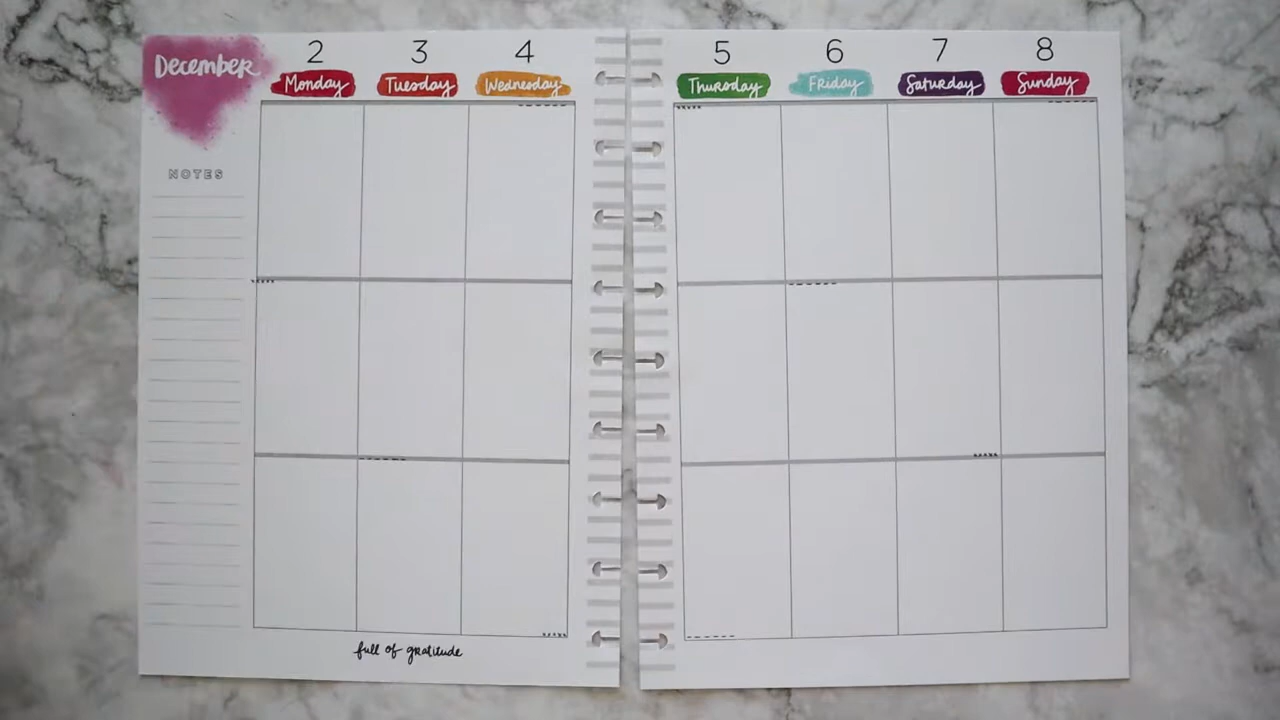 December
2 3 4 5 6 7 8
Monday Tuesday Wednesday Thursday Friday Saturday Sunday
NOTES
full of gratitude